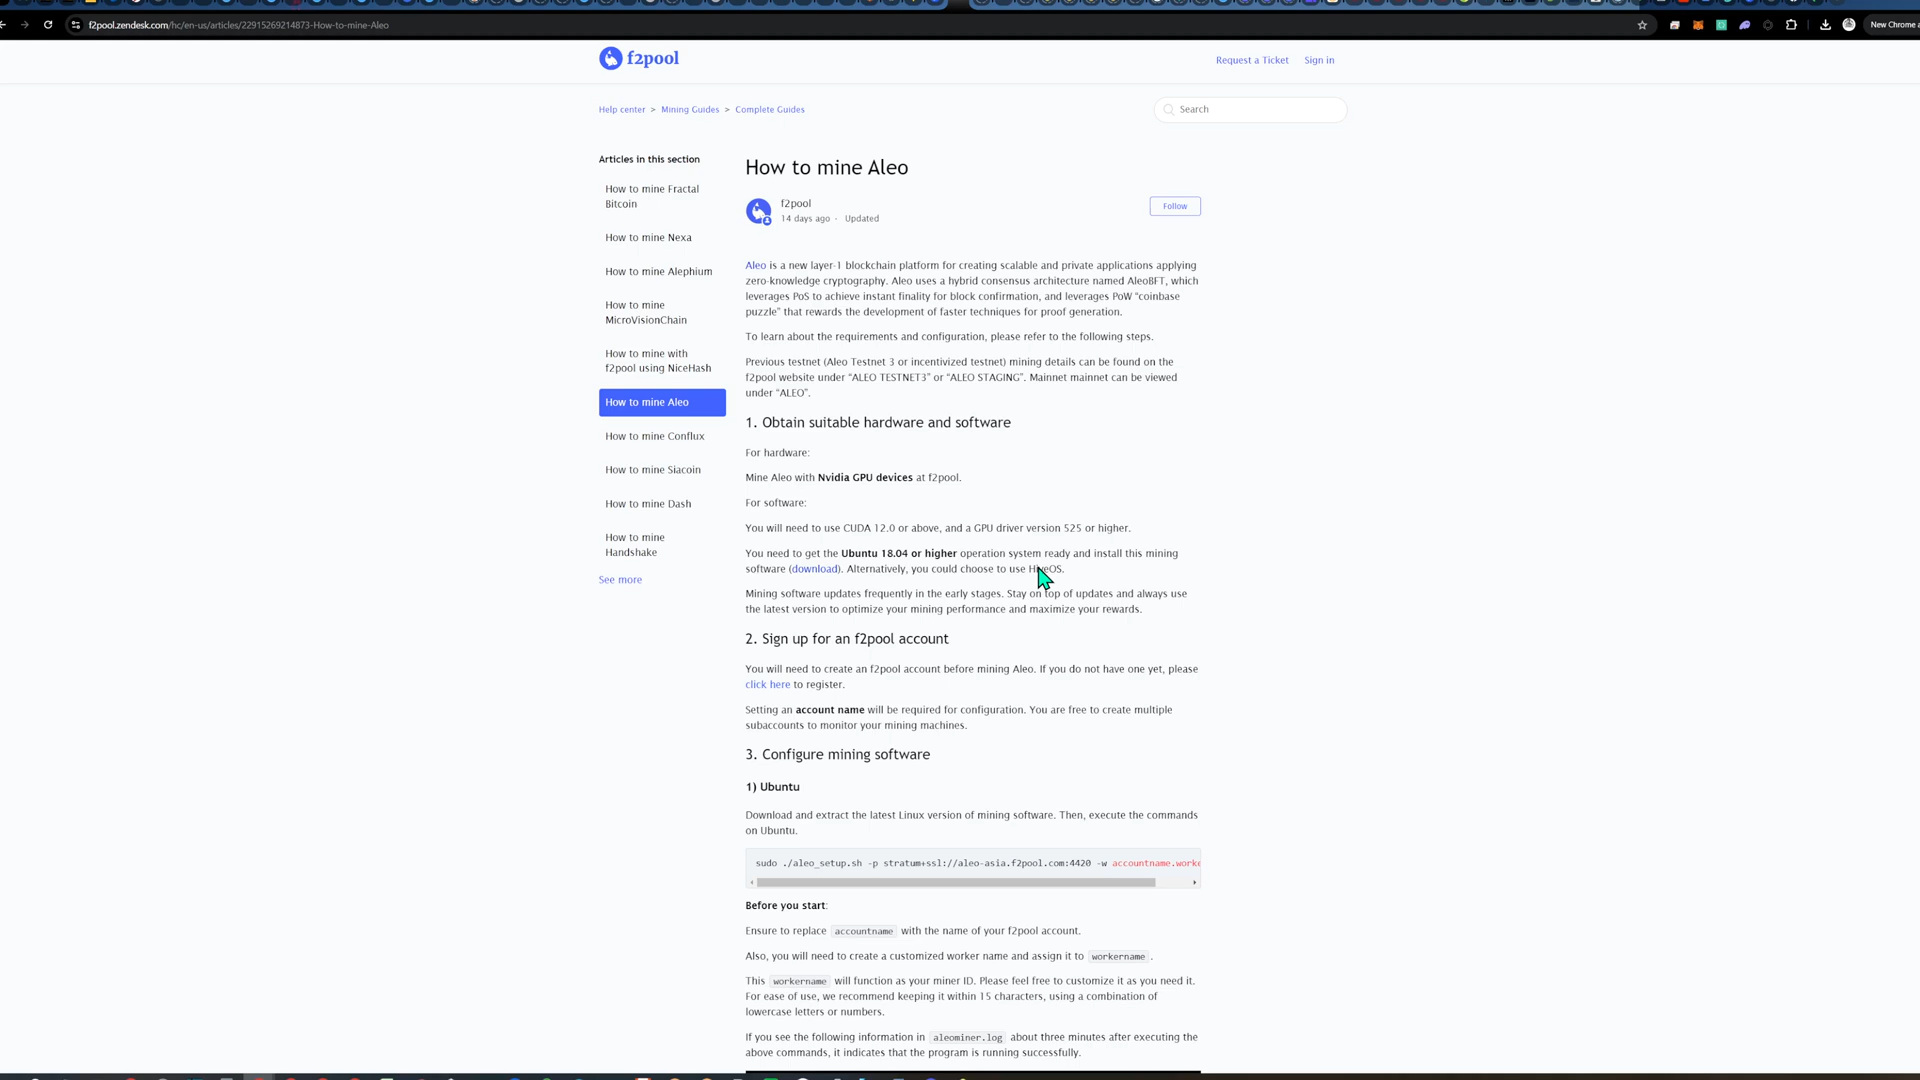 f2pool.zendesk.com/hc/en-us/articles/22915269214873-How-to-mine-Aleo
New Chrome a
f2pool
Request a Ticket
Sign in
Help center > Mining Guides > Complete Guides
Search
Articles in this section
How to mine Fractal
Bitcoin
How to mine Nexa
How to mine Alephium
How to mine
MicroVisionChain
How to mine with
f2pool using NiceHash
How to mine Aleo
How to mine Conflux
How to mine Siacoin
How to mine Dash
How to mine
Handshake
See more
How to mine Aleo
f2pool
14 days ago · Updated
Follow
Aleo is a new layer-1 blockchain platform for creating scalable and private applications applying
zero-knowledge cryptography. Aleo uses a hybrid consensus architecture named AleoBFT, which
leverages PoS to achieve instant finality for block confirmation, and leverages PoW “coinbase
puzzle” that rewards the development of faster techniques for proof generation.
To learn about the requirements and configuration, please refer to the following steps.
Previous testnet (Aleo Testnet 3 or incentivized testnet) mining details can be found on the
f2pool website under “ALEO TESTNET3” or “ALEO STAGING”. Mainnet mainnet can be viewed
under “ALEO”.
1. Obtain suitable hardware and software
For hardware:
Mine Aleo with Nvidia GPU devices at f2pool.
For software:
You will need to use CUDA 12.0 or above, and a GPU driver version 525 or higher.
You need to get the Ubuntu 18.04 or higher operation system ready and install this mining
software (download). Alternatively, you could choose to use HiveOS.
Mining software updates frequently in the early stages. Stay on top of updates and always use
the latest version to optimize your mining performance and maximize your rewards.
2. Sign up for an f2pool account
You will need to create an f2pool account before mining Aleo. If you do not have one yet, please
click here to register.
Setting an account name will be required for configuration. You are free to create multiple
subaccounts to monitor your mining machines.
3. Configure mining software
1) Ubuntu
Download and extract the latest Linux version of mining software. Then, execute the commands
on Ubuntu.
sudo ./aleo_setup.sh -p stratum+ssl://aleo-asia.f2pool.com:4420 -w accountname.worke
Before you start:
Ensure to replace accountname with the name of your f2pool account.
Also, you will need to create a customized worker name and assign it to workername .
This workername will function as your miner ID. Please feel free to customize it as you need it.
For ease of use, we recommend keeping it within 15 characters, using a combination of
lowercase letters or numbers.
If you see the following information in aleominer.log about three minutes after executing the
above commands, it indicates that the program is running successfully.